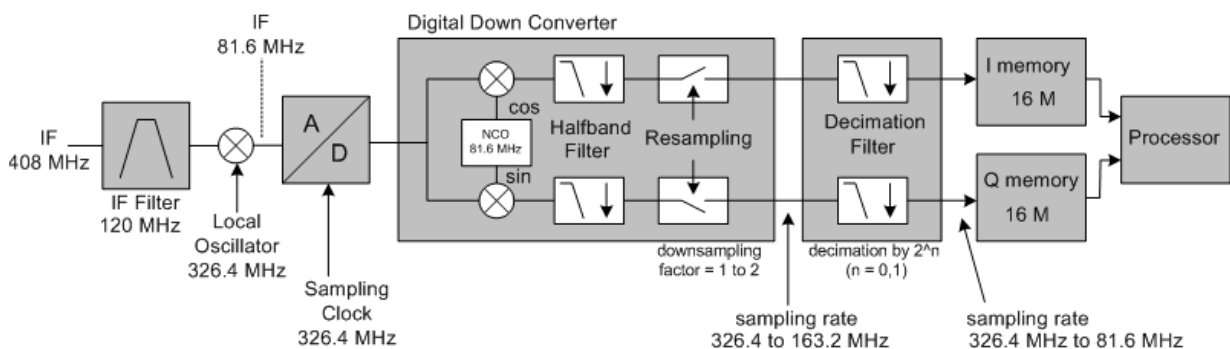 IF
81.6 MHz
Digital Down Converter
IF
408 MHz
IF Filter
120 MHz
Local
Oscillator
326.4 MHz
A
D
Sampling
Clock
326.4 MHz
cos
NCO
81.6 MHz
sin
Halfband
Filter
Resampling
downsampling
factor = 1 to 2
Decimation
Filter
decimation by 2^n
(n = 0,1)
sampling rate
326.4 to 163.2 MHz
sampling rate
326.4 MHz to 81.6 MHz
I memory
16 M
Q memory
16 M
Processor